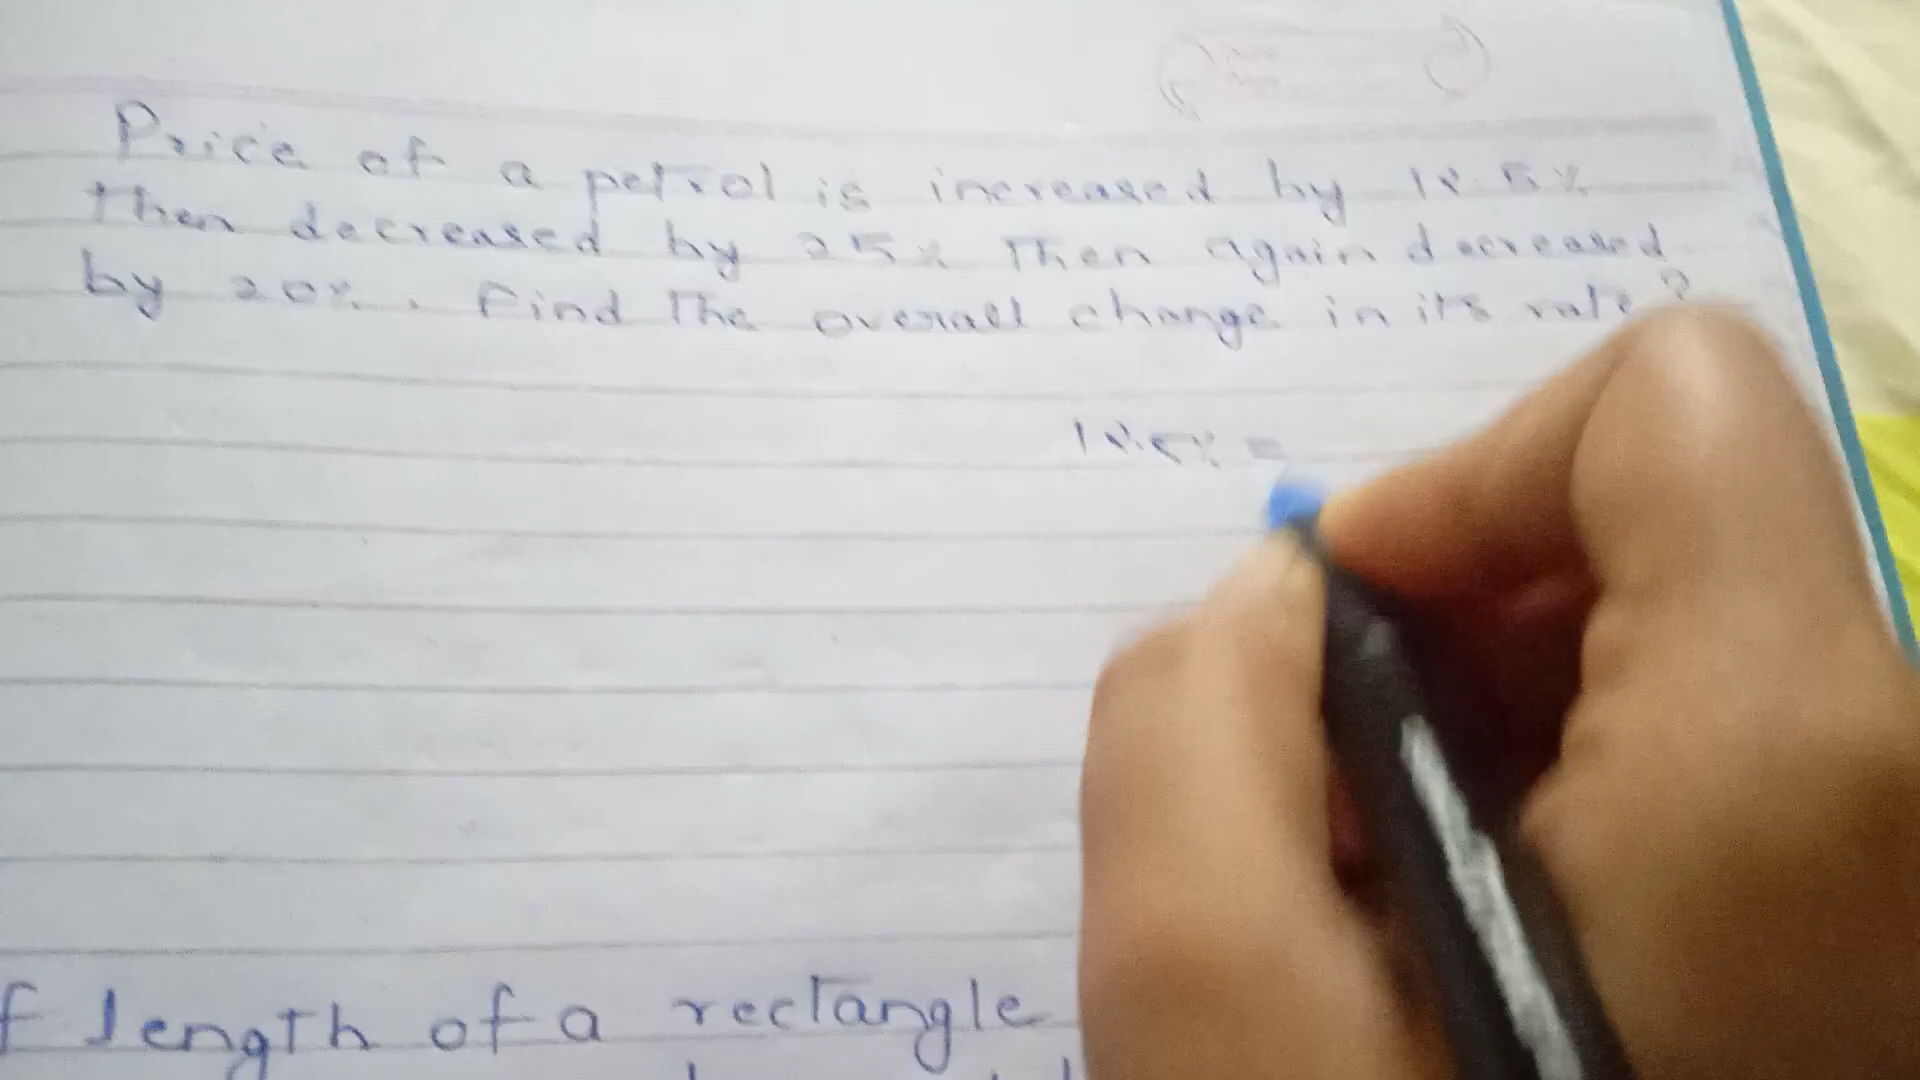 Price of a petrol is increased by 12.5%
then decreased by 25% Then again decreased
by 20%. Find The overall change in its rate?
12.5% =
f length of a rectangle